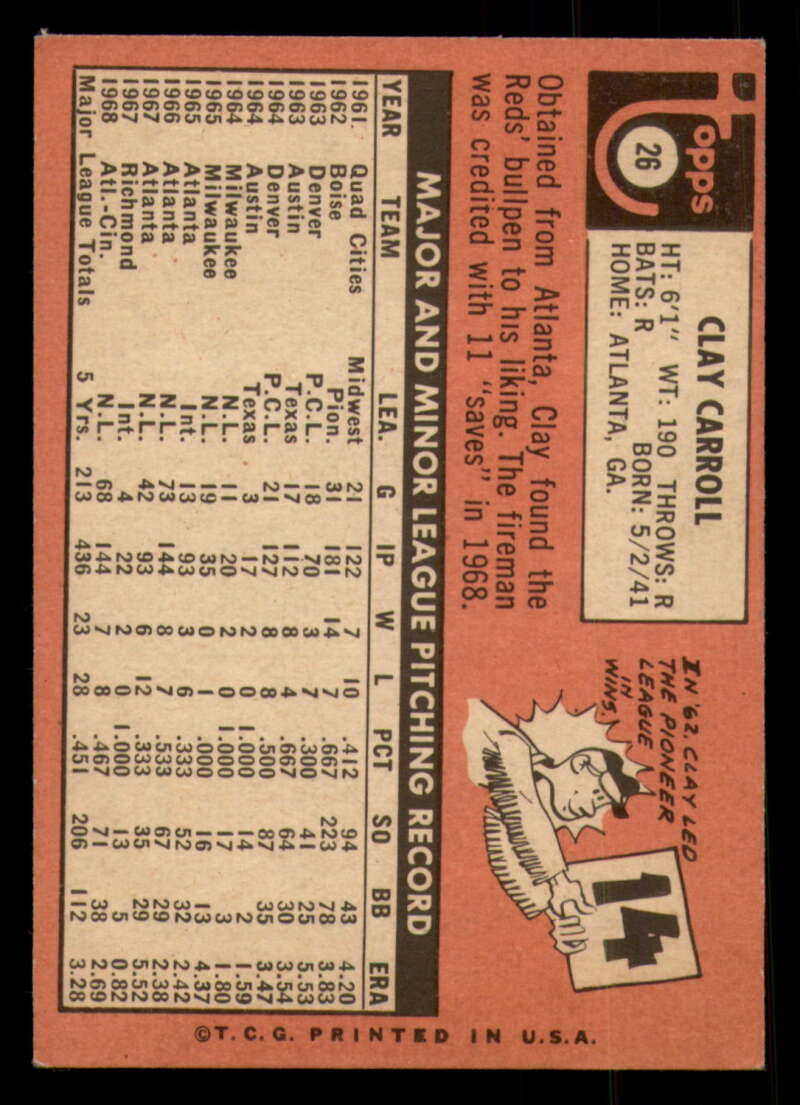 Topps
26
CLAY CARROLL
HT: 6'1" WT: 190 THROWS: R
BATS: R BORN: 5/2/41
HOME: ATLANTA, GA.
Obtained from Atlanta, Clay found the
Reds' bullpen to his liking. The fireman
was credited with 11 "saves" in 1968.
IN '62, CLAY LED
THE PIONEER
LEAGUE
IN
WINS.
14
MAJOR AND MINOR LEAGUE PITCHING RECORD
YEAR TEAM LEA. G IP W L PCT SO BB ERA
1961. Quad Cities Midwest 21 122 7 10 .412 94 43 4.20
1962 Boise Pion. 31 181 14 7 .667 223 78 3.83
1963 Denver P.C.L. 18 70 3 7 .300 41 25 5.53
1963 Austin Texas 17 112 8 4 .667 64 30 3.54
1964 Denver P.C.L. 21 127 8 8 .500 87 35 3.47
1964 Austin Texas 3 17 2 0 1.000 14 2 1.59
1964 Milwaukee N.L. 11 20 2 0 1.000 17 3 1.80
1965 Milwaukee N.L. 19 35 0 1 .000 16 13 4.37
1965 Atlanta Int. 13 93 3 6 .333 52 32 2.42
1966 Atlanta N.L. 73 144 8 7 .533 67 29 2.38
1967 Atlanta N.L. 42 93 6 12 .333 35 29 5.52
1967 Richmond Int. 4 22 2 0 1.000 13 5 0.82
1968 Atl.-Cin. N.L. 68 144 7 8 .467 71 38 2.69
Major League Totals 5 Yrs. 213 436 23 28 .451 206 112 3.28
©T.C.G. PRINTED IN U.S.A.